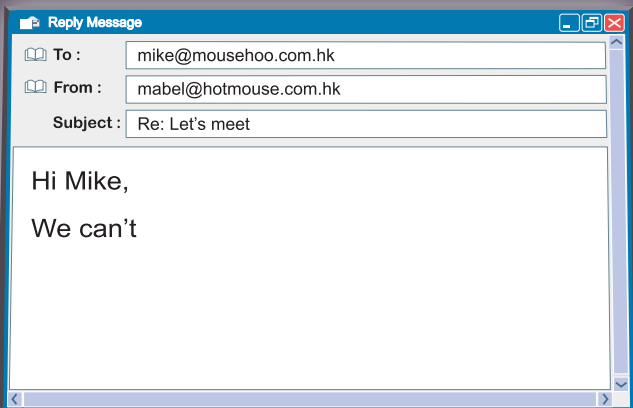 Reply Message
To : mike@mousehoo.com.hk
From : mabel@hotmouse.com.hk
Subject : Re: Let’s meet
Hi Mike,
We can’t